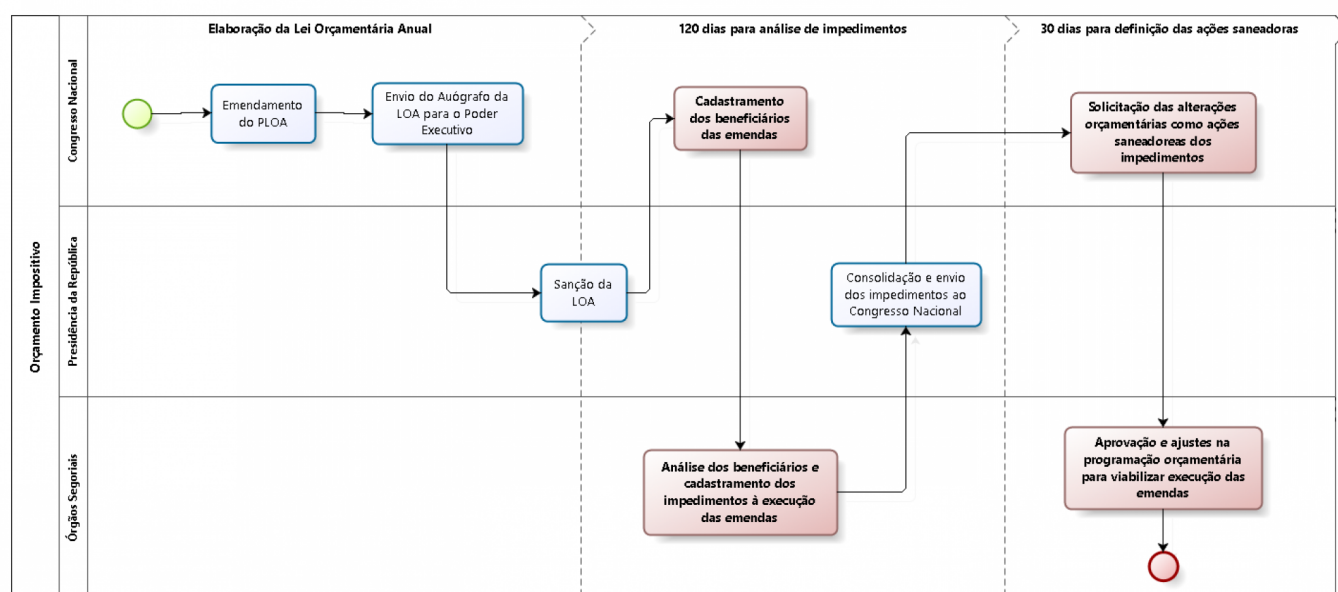 Elaboração da Lei Orçamentária Anual
120 dias para análise de impedimentos
30 dias para definição das ações saneadoras
Orçamento Impositivo
Congresso Nacional
Emendamento
do PLOA
Envio do Auógrafo da
LOA para o Poder
Executivo
Cadastramento
dos beneficiários
das emendas
Solicitação das alterações
orçamentárias como ações
saneadoreas dos
impedimentos
Presidência da República
Sanção da
LOA
Consolidação e envio
dos impedimentos ao
Congresso Nacional
Órgãos Segoriais
Análise dos beneficiários e
cadastramento dos
impedimentos à execução
das emendas
Aprovação e ajustes na
programação orçamentária
para viabilizar execução das
emendas